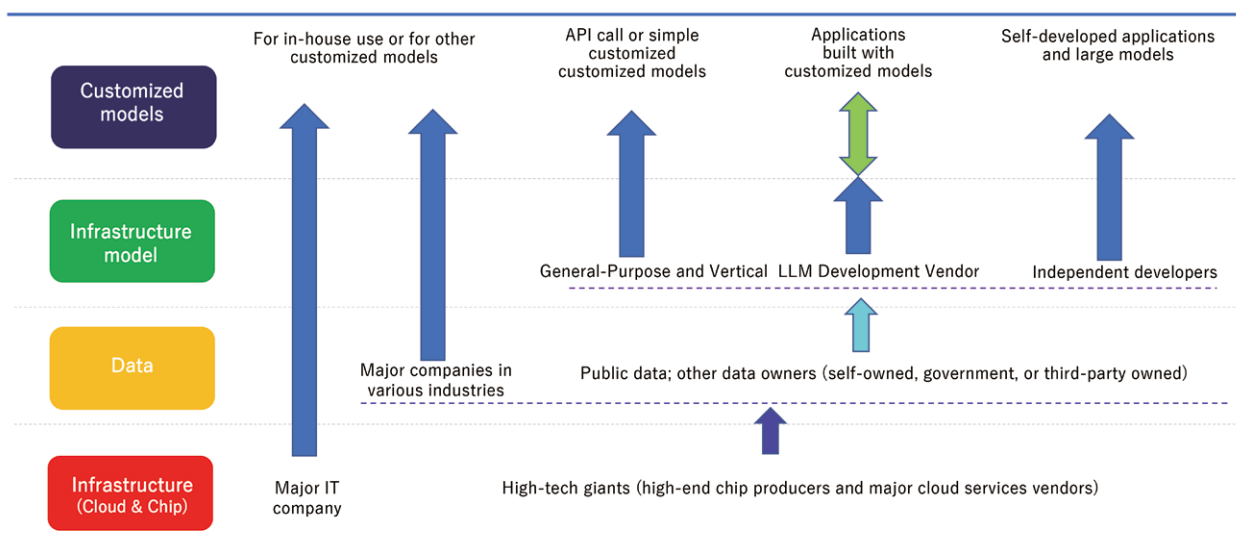 For in-house use or for other
customized models
API call or simple
customized
customized models
Applications
built with
customized models
Self-developed applications
and large models
Customized
models
Infrastructure
model
General-Purpose and Vertical LLM Development Vendor
Independent developers
Data
Major companies in
various industries
Public data; other data owners (self-owned, government, or third-party owned)
Infrastructure
(Cloud & Chip)
Major IT
company
High-tech giants (high-end chip producers and major cloud services vendors)